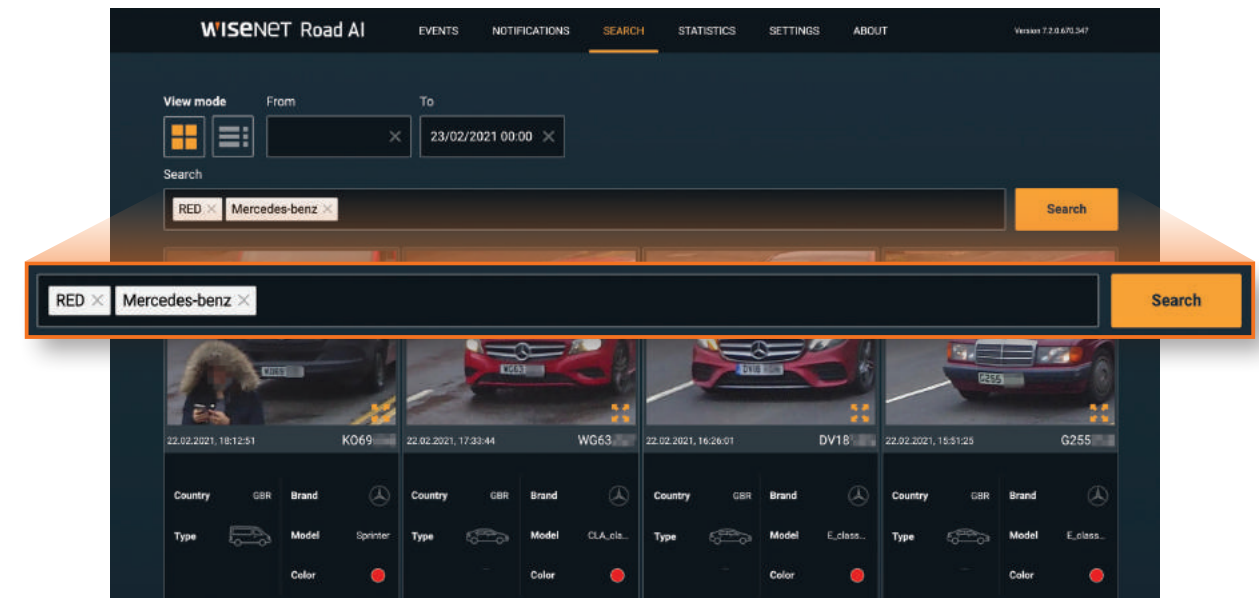 WISENET Road AI EVENTS NOTIFICATIONS SEARCH STATISTICS SETTINGS ABOUT Version 7.2.0.670.347
View mode From To
23/02/2021 00:00
Search
RED Mercedes-benz Search
RED Mercedes-benz Search
K069 WG63 DV18 G255
22.02.2021, 18:12:51 KO69 22.02.2021, 17:33:44 WG63 22.02.2021, 16:26:01 DV18 22.02.2021, 15:51:25 G255
Country GBR Brand Country GBR Brand Country GBR Brand Country GBR Brand
Type Model Sprinter Type Model CLA_cla... Type Model E_class... Type Model E_class...
Color Color Color Color